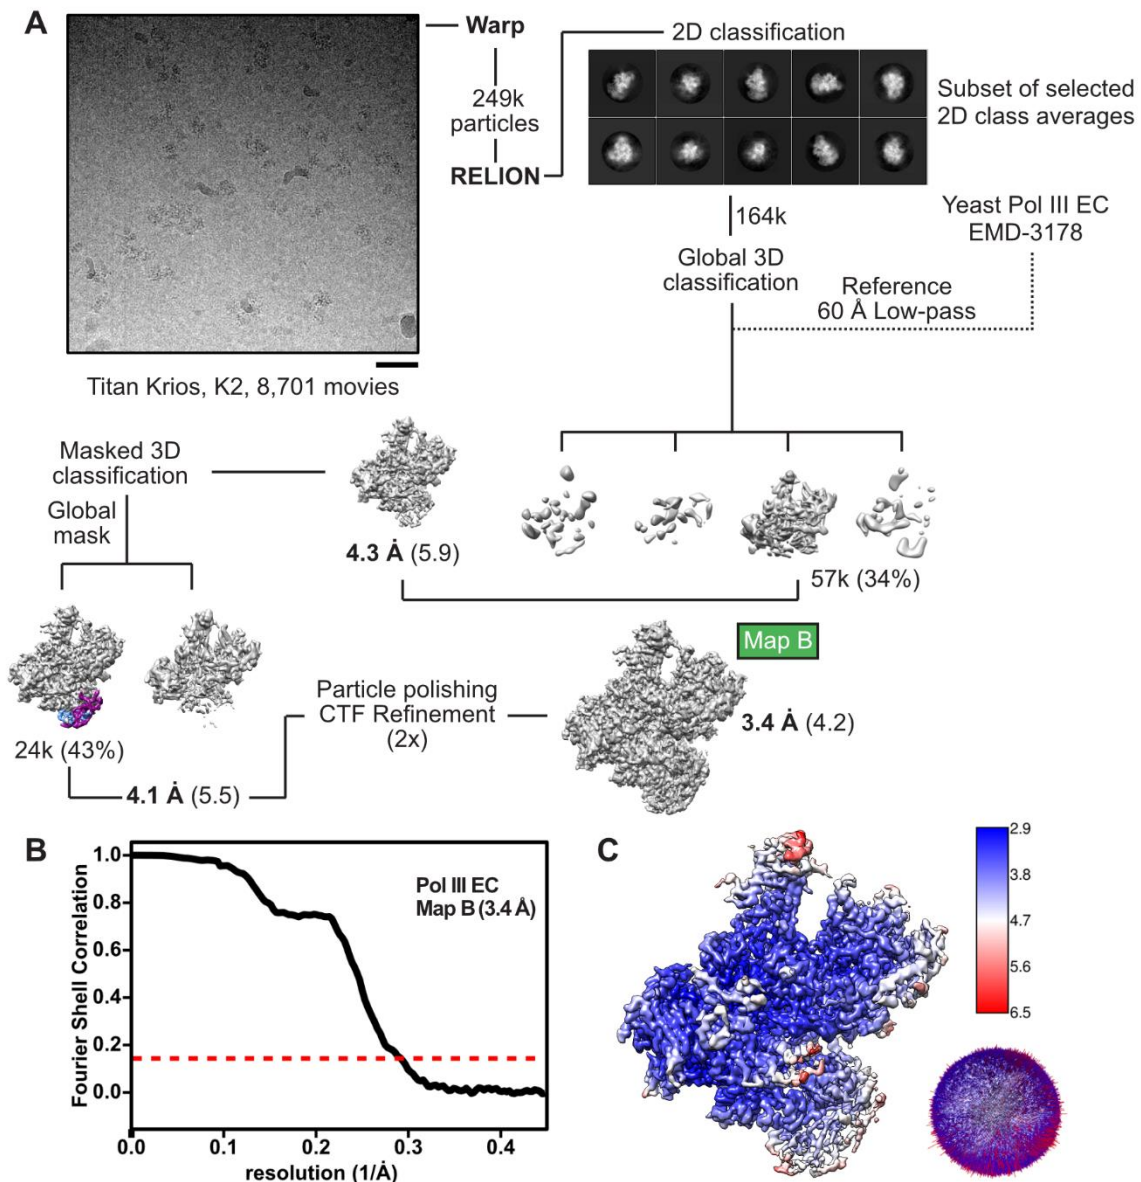 A
Warp
249k
particles
RELION
2D classification
Subset of selected
2D class averages
164k
Global 3D
classification
Yeast Pol III EC
EMD-3178
Reference
60 Å Low-pass
Titan Krios, K2, 8,701 movies
Masked 3D
classification
Global
mask
4.3 Å (5.9)
57k (34%)
24k (43%)
4.1 Å (5.5)
Particle polishing
CTF Refinement
(2x)
Map B
3.4 Å (4.2)
B
Fourier Shell Correlation
1.0
0.8
0.6
0.4
0.2
0.0
Pol III EC
Map B (3.4 Å)
0.0 0.1 0.2 0.3 0.4
resolution (1/Å)
C
2.9
3.8
4.7
5.6
6.5